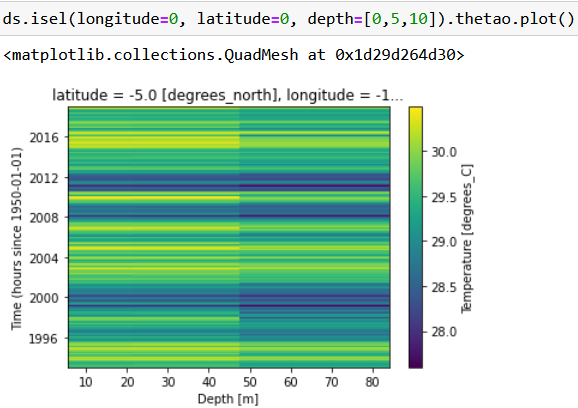 ds.isel(longitude=0, latitude=0, depth=[0,5,10]).thetao.plot()
<matplotlib.collections.QuadMesh at 0x1d29d264d30>
latitude = -5.0 [degrees_north], longitude = -1...
2016
2012
2008
2004
2000
1996
Time (hours since 1950-01-01)
10 20 30 40 50 60 70 80
Depth [m]
30.0
29.5
29.0
28.5
28.0
Temperature [degrees_C]